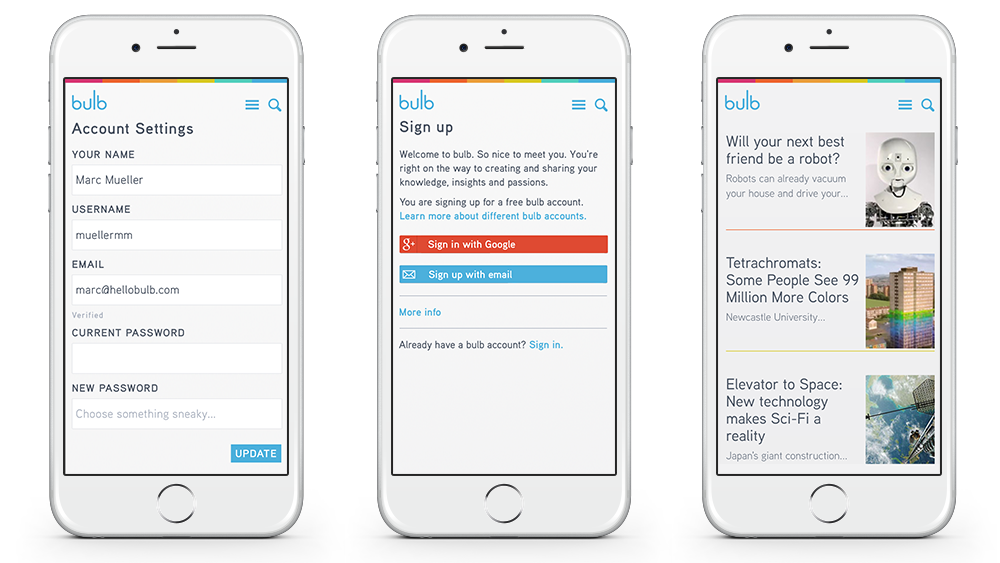 bulb
Account Settings
YOUR NAME
Marc Mueller
USERNAME
muellermm
EMAIL
marc@hellobulb.com
Verified
CURRENT PASSWORD
NEW PASSWORD
Choose something sneaky...
UPDATE
bulb
Sign up
Welcome to bulb. So nice to meet you. You're
right on the way to creating and sharing your
knowledge, insights and passions.
You are signing up for a free bulb account.
Learn more about different bulb accounts.
g+ Sign in with Google
Sign up with email
More info
Already have a bulb account? Sign in.
bulb
Will your next best
friend be a robot?
Robots can already vacuum
your house and drive your...
Tetrachromats:
Some People See 99
Million More Colors
Newcastle University...
Elevator to Space:
New technology
makes Sci-Fi a
reality
Japan's giant construction...